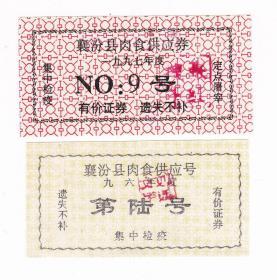 襄汾县肉食供应券
一九九七年度
集中检疫
NO:9 号
定点屠宰
有价证券 遗失不补
襄汾县肉食供应号
九六
遗失不补
第陆号
有价证券
集中检疫